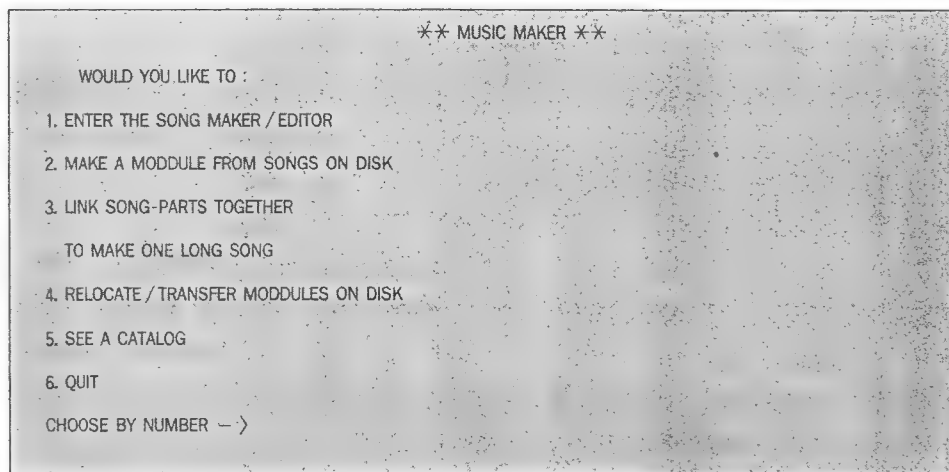 ** MUSIC MAKER **
WOULD YOU LIKE TO :
1. ENTER THE SONG MAKER / EDITOR
2. MAKE A MODDULE FROM SONGS ON DISK
3. LINK SONG-PARTS TOGETHER
TO MAKE ONE LONG SONG
4. RELOCATE / TRANSFER MODDULES ON DISK
5. SEE A CATALOG
6. QUIT
CHOOSE BY NUMBER – >